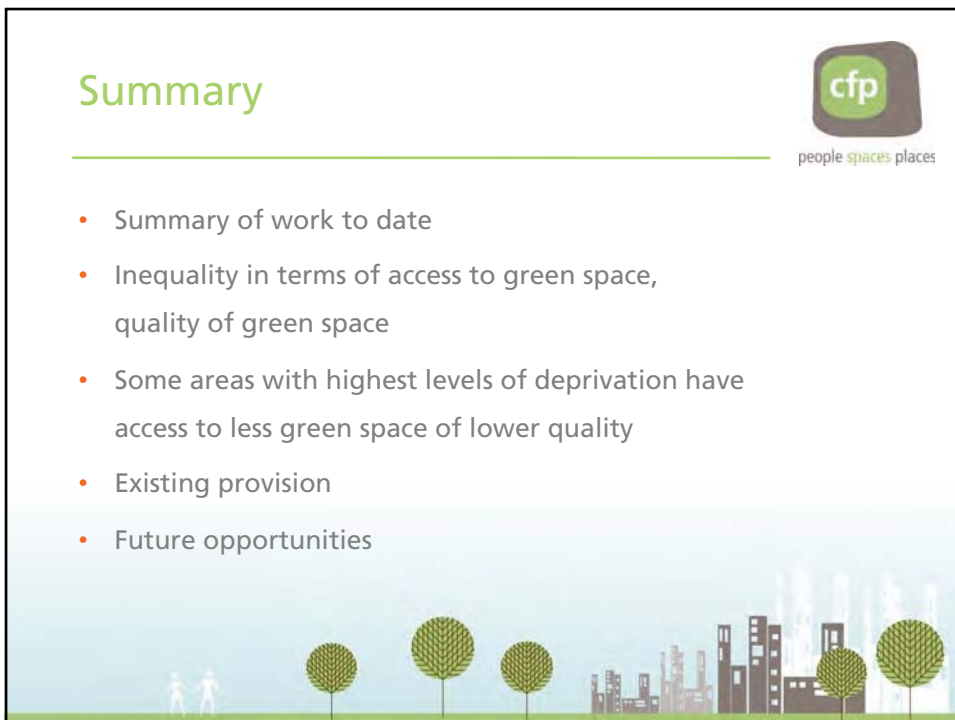 Summary
cfp
people spaces places
• Summary of work to date
• Inequality in terms of access to green space,
quality of green space
• Some areas with highest levels of deprivation have
access to less green space of lower quality
• Existing provision
• Future opportunities